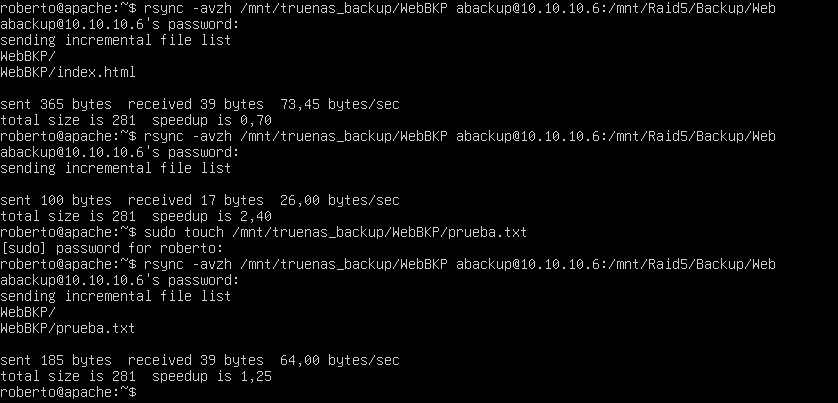 roberto@apache:~$ rsync -avzh /mnt/truenas_backup/WebBKP abackup@10.10.10.6:/mnt/Raid5/Backup/Web
abackup@10.10.10.6's password:
sending incremental file list
WebBKP/
WebBKP/index.html

sent 365 bytes  received 39 bytes  73,45 bytes/sec
total size is 281  speedup is 0,70
roberto@apache:~$ rsync -avzh /mnt/truenas_backup/WebBKP abackup@10.10.10.6:/mnt/Raid5/Backup/Web
abackup@10.10.10.6's password:
sending incremental file list

sent 100 bytes  received 17 bytes  26,00 bytes/sec
total size is 281  speedup is 2,40
roberto@apache:~$ sudo touch /mnt/truenas_backup/WebBKP/prueba.txt
[sudo] password for roberto:
roberto@apache:~$ rsync -avzh /mnt/truenas_backup/WebBKP abackup@10.10.10.6:/mnt/Raid5/Backup/Web
abackup@10.10.10.6's password:
sending incremental file list
WebBKP/
WebBKP/prueba.txt

sent 185 bytes  received 39 bytes  64,00 bytes/sec
total size is 281  speedup is 1,25
roberto@apache:~$